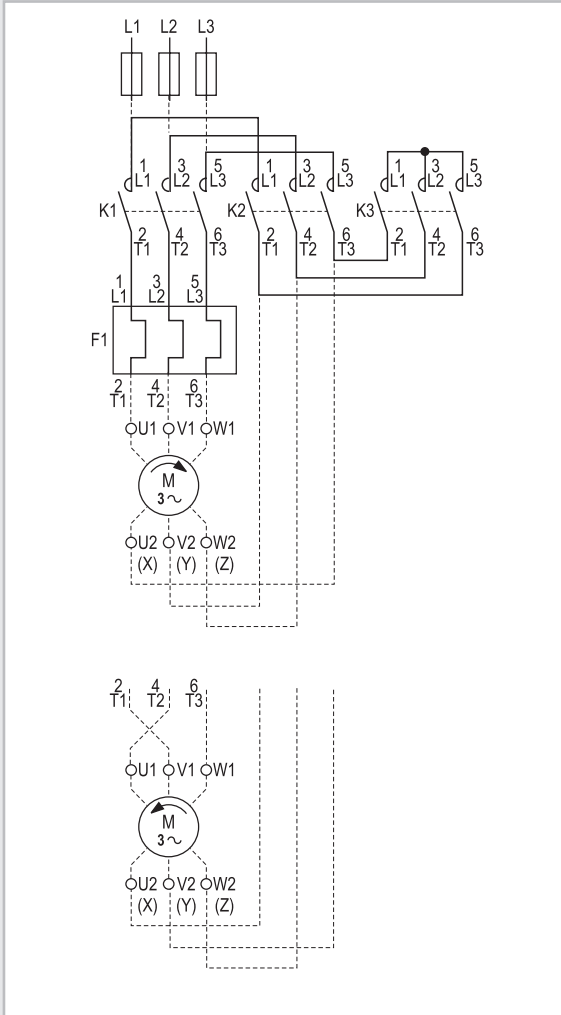 L1 L2 L3
1 3 5 1 3 5 1 3 5
L1 L2 L3 L1 L2 L3 L1 L2 L3
K1 K2 K3
2 4 6 2 4 6 2 4 6
T1 T2 T3 T1 T2 T3 T1 T2 T3
1 3 5
L1 L2 L3
F1
2 4 6
T1 T2 T3
U1 V1 W1
M
3~
U2 V2 W2
(X) (Y) (Z)
2 4 6
T1 T2 T3
U1 V1 W1
M
3~
U2 V2 W2
(X) (Y) (Z)